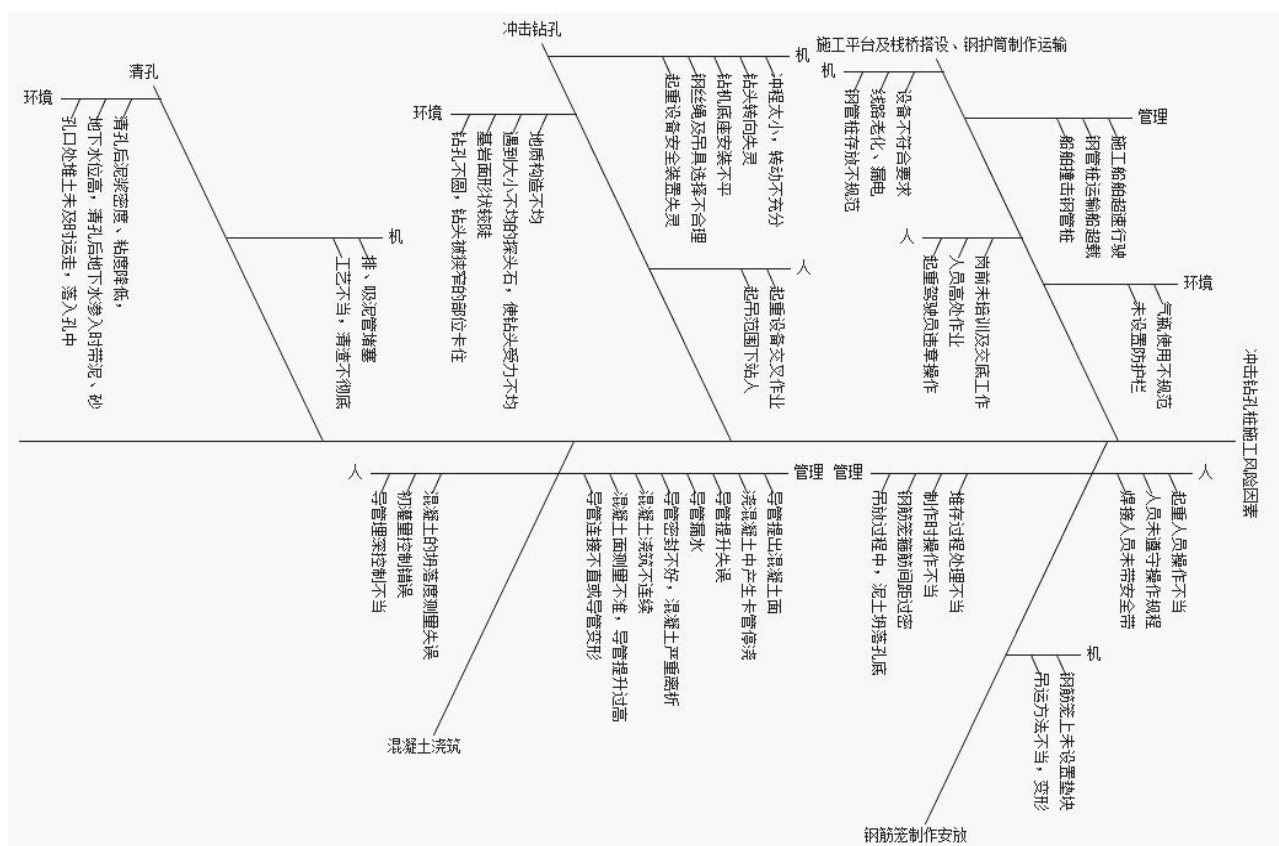 冲击钻孔
施工平台及栈桥搭设、钢护筒制作运输
清孔
环境
孔口处堆土未及时运走，落入孔中
地下水位高，清孔后地下水渗入时带泥、砂
清孔后泥浆密度、粘度降低，
机
工艺不当，清渣不彻底
排、吸泥管堵塞
环境
钻孔不圆，钻头被狭窄的部位卡住
基岩面形状较陡
遇到大小不均的探头石，使钻头受力不均
地质构造不均
机
起重设备安全装置失灵
钢丝绳及吊具选择不合理
钻机底座安装不平
钻头转向失灵
冲程太小，转动不充分
人
起吊范围下站人
起重设备交叉作业
机
钢管桩存放不规范
线路老化、漏电
设备不符合要求
管理
船舶撞击钢管桩
钢管桩运输船超载
施工船舶超速行驶
人
起重驾驶员违章操作
人员高处作业
岗前未培训及交底工作
环境
未设置防护栏
气瓶使用不规范
冲击钻孔桩施工风险因素
人
导管埋深控制不当
初灌量控制错误
混凝土的坍落度测量失误
管理
导管连接不直或导管变形
混凝土面测量不准，导管提升过高
混凝土浇筑不连续
导管密封不好，混凝土严重离析
导管漏水
导管提升失误
浇混凝土中产生卡管停浇
导管提出混凝土面
混凝土浇筑
管理
吊放过程中，泥土坍落孔底
钢筋笼箍筋间距过密
制作时操作不当
堆存过程处理不当
人
焊接人员未带安全带
人员未遵守操作规程
起重人员操作不当
机
吊运方法不当，变形
钢筋笼上未设置垫块
钢筋笼制作安放